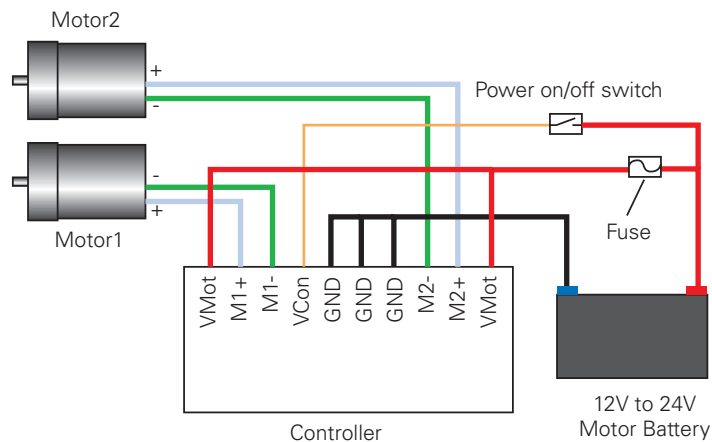 Motor2
+
-
Power on/off switch
-
+
Motor1
Fuse
VMot
M1+
M1-
VCon
GND
GND
GND
M2-
M2+
VMot
12V to 24V
Motor Battery
Controller